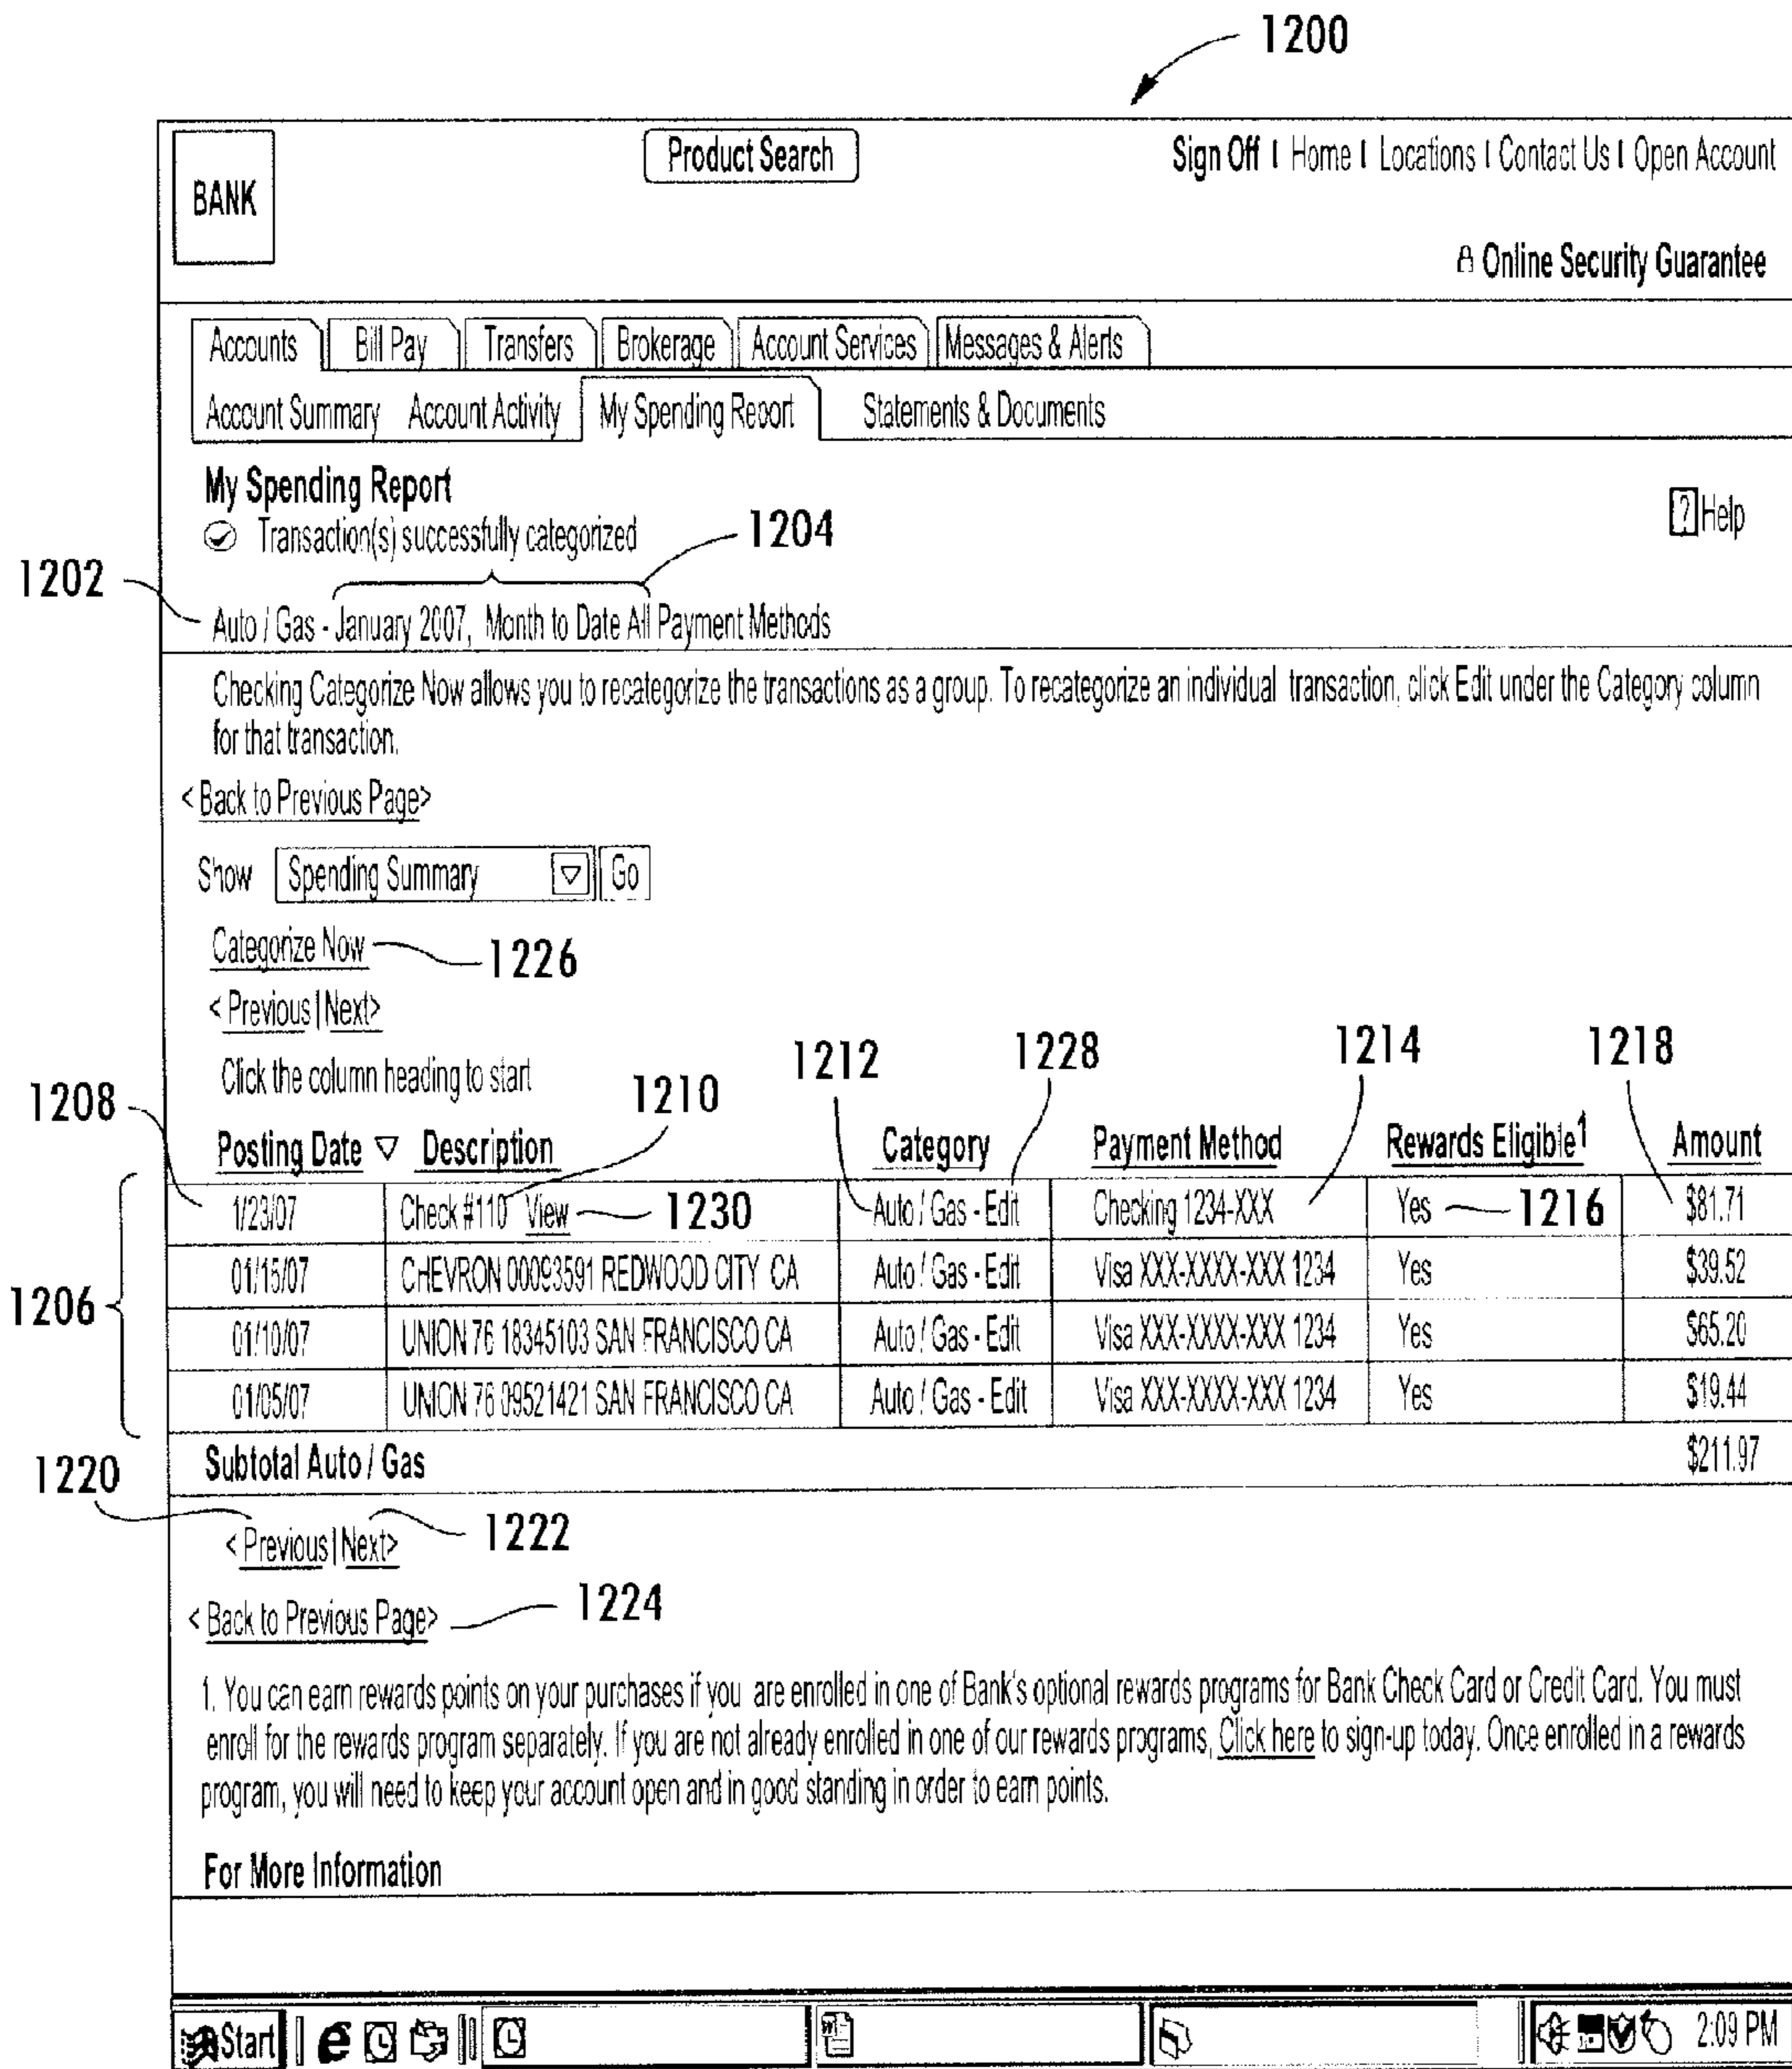 1200
BANK
Product Search
Sign Off | Home | Locations | Contact Us | Open Account
Online Security Guarantee
Accounts Bill Pay Transfers Brokerage Account Services Messages & Alerts
Account Summary Account Activity My Spending Report Statements & Documents
My Spending Report
? Help
Transaction(s) successfully categorized
1204
1202
Auto / Gas - January 2007, Month to Date All Payment Methods
Checking Categorize Now allows you to recategorize the transactions as a group. To recategorize an individual transaction, click Edit under the Category column
for that transaction.
< Back to Previous Page>
Show Spending Summary Go
Categorize Now 1226
< Previous | Next>
Click the column heading to start
1208 1210 1212 1228 1214 1218
Posting Date Description Category Payment Method Rewards Eligible1 Amount
1/23/07 Check #110 View 1230 Auto / Gas - Edit Checking 1234-XXX Yes 1216 $81.71
01/15/07 CHEVRON 00093591 REDWOOD CITY CA Auto / Gas - Edit Visa XXX-XXXX-XXX 1234 Yes $39.52
1206
01/10/07 UNION 76 18345103 SAN FRANCISCO CA Auto / Gas - Edit Visa XXX-XXXX-XXX 1234 Yes $65.20
01/05/07 UNION 76 09521421 SAN FRANCISCO CA Auto / Gas - Edit Visa XXX-XXXX-XXX 1234 Yes $19.44
Subtotal Auto / Gas $211.97
1220
< Previous | Next> 1222
< Back to Previous Page> 1224
1. You can earn rewards points on your purchases if you are enrolled in one of Bank's optional rewards programs for Bank Check Card or Credit Card. You must
enroll for the rewards program separately. If you are not already enrolled in one of our rewards programs, Click here to sign-up today. Once enrolled in a rewards
program, you will need to keep your account open and in good standing in order to earn points.
For More Information
Start 2:09 PM